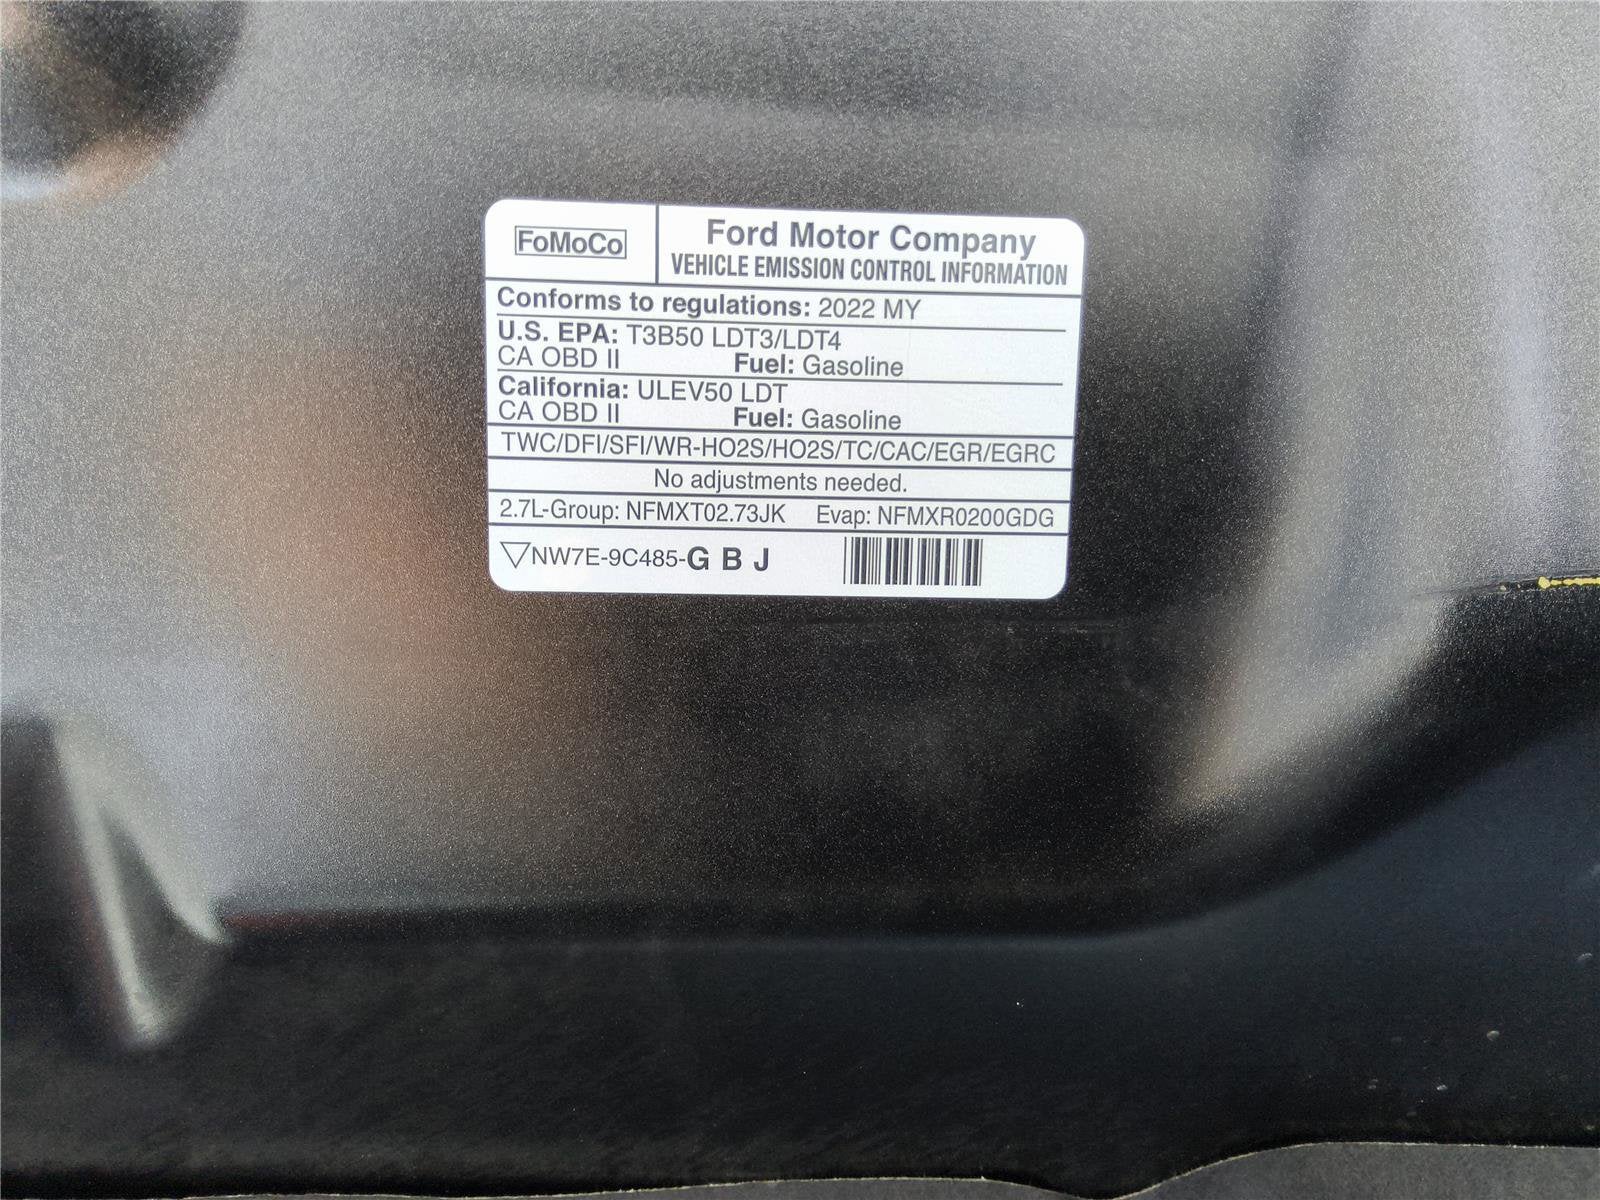 FoMoCo
Ford Motor Company
VEHICLE EMISSION CONTROL INFORMATION
Conforms to regulations: 2022 MY
U.S. EPA: T3B50 LDT3/LDT4
CA OBD II Fuel: Gasoline
California: ULEV50 LDT
CA OBD II Fuel: Gasoline
TWC/DFI/SFI/WR-HO2S/HO2S/TC/CAC/EGR/EGRC
No adjustments needed.
2.7L-Group: NFMXT02.73JK Evap: NFMXR0200GDG
NW7E-9C485-G B J